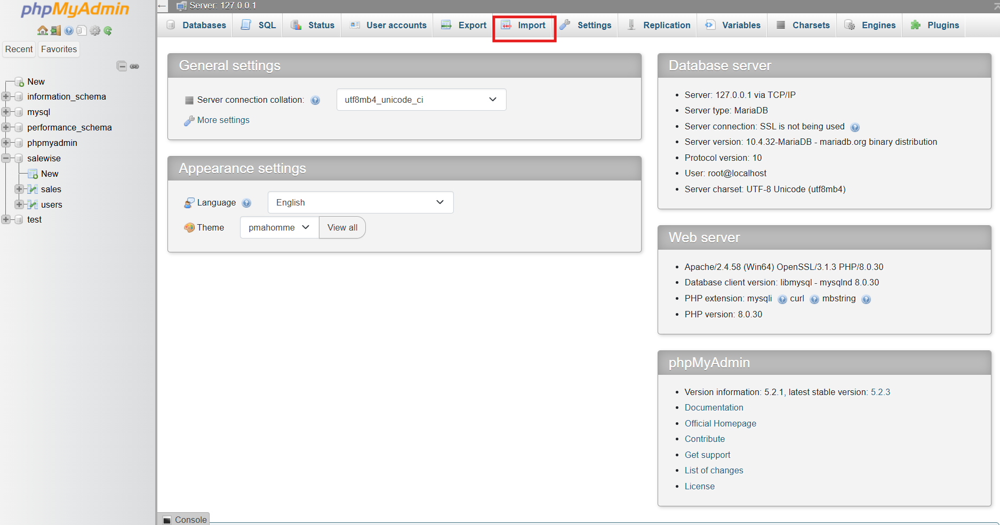 phpMyAdmin
Recent Favorites
New
information_schema
mysql
performance_schema
phpmyadmin
salewise
New
sales
users
test
Server: 127.0.0.1
Databases SQL Status User accounts Export Import Settings Replication Variables Charsets Engines Plugins
General settings
Server connection collation: utf8mb4_unicode_ci
More settings
Appearance settings
Language English
Theme pmahomme View all
Database server
Server: 127.0.0.1 via TCP/IP
Server type: MariaDB
Server connection: SSL is not being used
Server version: 10.4.32-MariaDB - mariadb.org binary distribution
Protocol version: 10
User: root@localhost
Server charset: UTF-8 Unicode (utf8mb4)
Web server
Apache/2.4.58 (Win64) OpenSSL/3.1.3 PHP/8.0.30
Database client version: libmysql - mysqlnd 8.0.30
PHP extension: mysqli curl mbstring
PHP version: 8.0.30
phpMyAdmin
Version information: 5.2.1, latest stable version: 5.2.3
Documentation
Official Homepage
Contribute
Get support
List of changes
License
Console